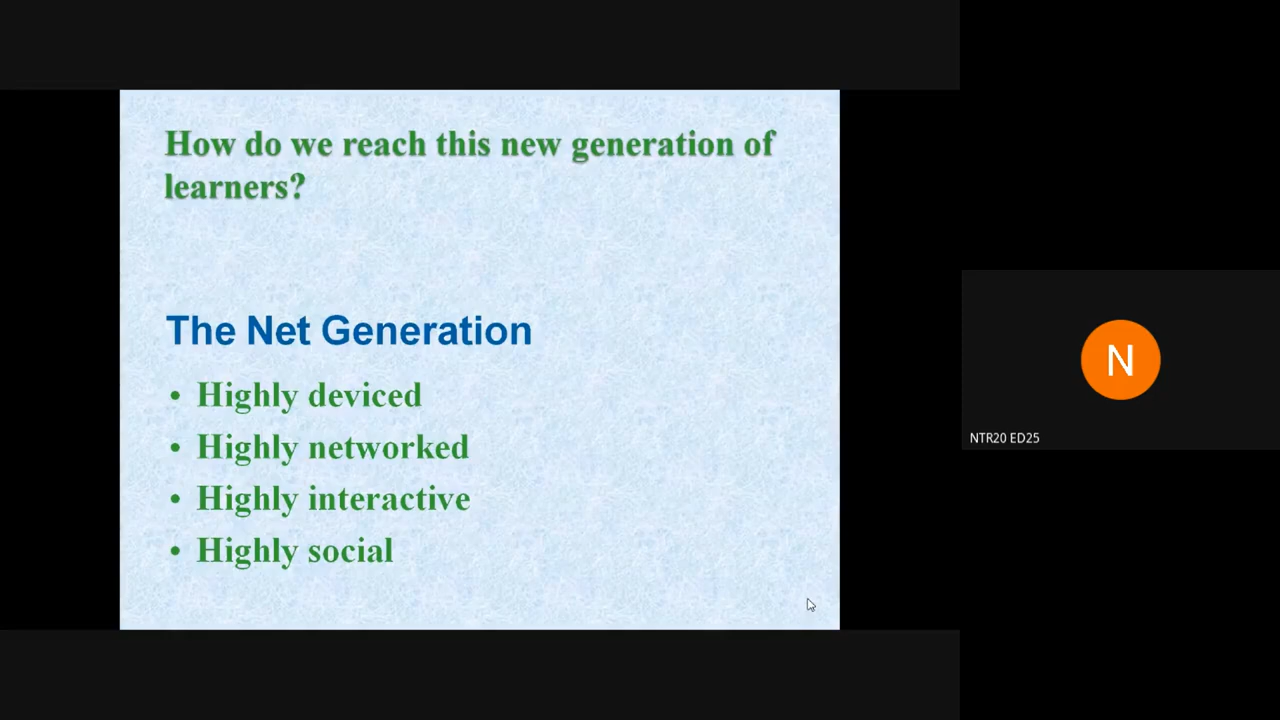 How do we reach this new generation of
learners?
The Net Generation
• Highly deviced
• Highly networked
• Highly interactive
• Highly social
N
NTR20 ED25